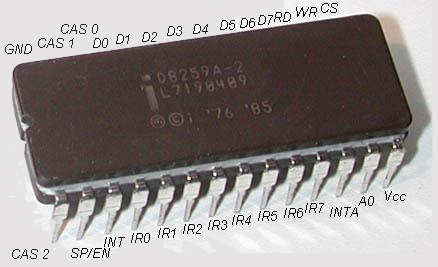 CAS 0
GND CAS 1 D0 D1 D2 D3 D4 D5 D6 D7 RD WR CS
i D8259A-2
L7190409
Ⓜ © i '76 '85
CAS 2 SP/EN INT IR0 IR1 IR2 IR3 IR4 IR5 IR6 IR7 INTA A0 Vcc